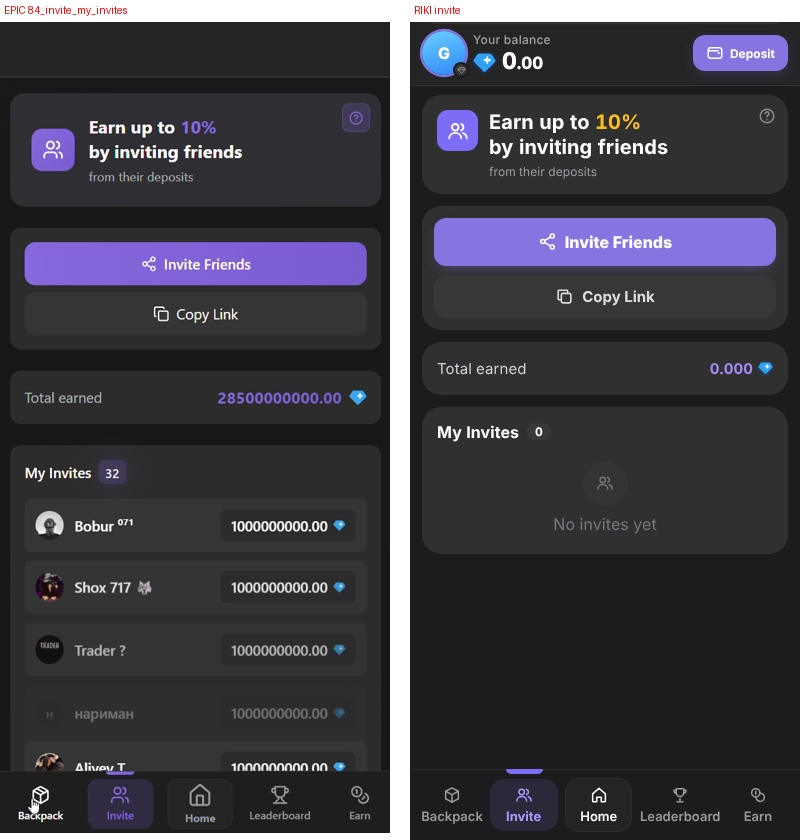 EPIC 84_invite_my_invites
Earn up to 10%
by inviting friends
from their deposits
Invite Friends
Copy Link
Total earned
28500000000.00
My Invites 32
Bobur ⁰⁷¹ 1000000000.00
Shox 717 1000000000.00
TRADER
Trader ? 1000000000.00
н нариман 1000000000.00
Aliyev T 1000000000.00
Backpack
Invite
Home
Leaderboard
Earn
RIKI invite
G
Your balance
0.00
Deposit
Earn up to 10%
by inviting friends
from their deposits
Invite Friends
Copy Link
Total earned
0.000
My Invites 0
No invites yet
Backpack
Invite
Home
Leaderboard
Earn